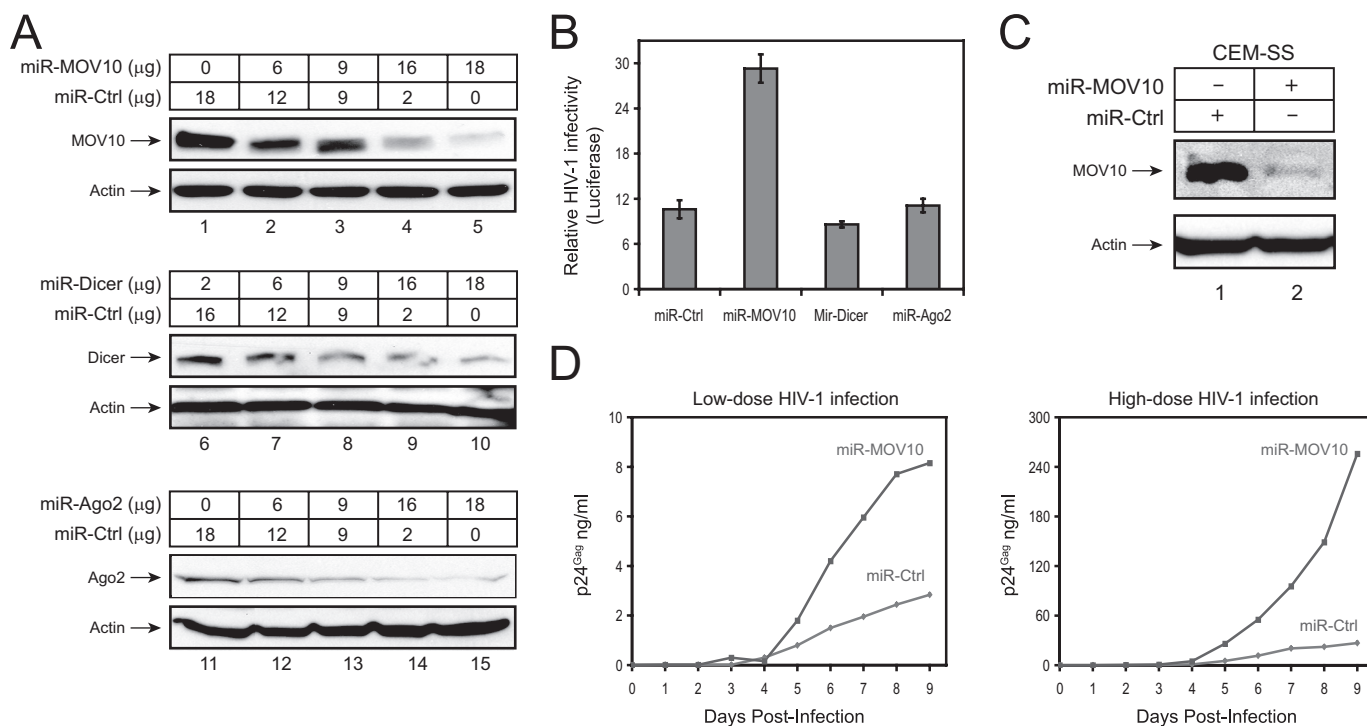 A
miR-MOV10 (μg) 0 6 9 16 18
miR-Ctrl (μg) 18 12 9 2 0
MOV10
Actin
1 2 3 4 5
miR-Dicer (μg) 2 6 9 16 18
miR-Ctrl (μg) 16 12 9 2 0
Dicer
Actin
6 7 8 9 10
miR-Ago2 (μg) 0 6 9 16 18
miR-Ctrl (μg) 18 12 9 2 0
Ago2
Actin
11 12 13 14 15
B
Relative HIV-1 infectivity
(Luciferase)
30
24
18
12
6
0
miR-Ctrl miR-MOV10 Mir-Dicer miR-Ago2
C
CEM-SS
miR-MOV10 – +
miR-Ctrl + –
MOV10
Actin
1 2
D
Low-dose HIV-1 infection
p24Gag ng/ml
10
8
6
4
2
0
miR-MOV10
miR-Ctrl
0 1 2 3 4 5 6 7 8 9
Days Post-Infection
High-dose HIV-1 infection
p24Gag ng/ml
300
240
180
120
60
0
miR-MOV10
miR-Ctrl
0 1 2 3 4 5 6 7 8 9
Days Post-Infection